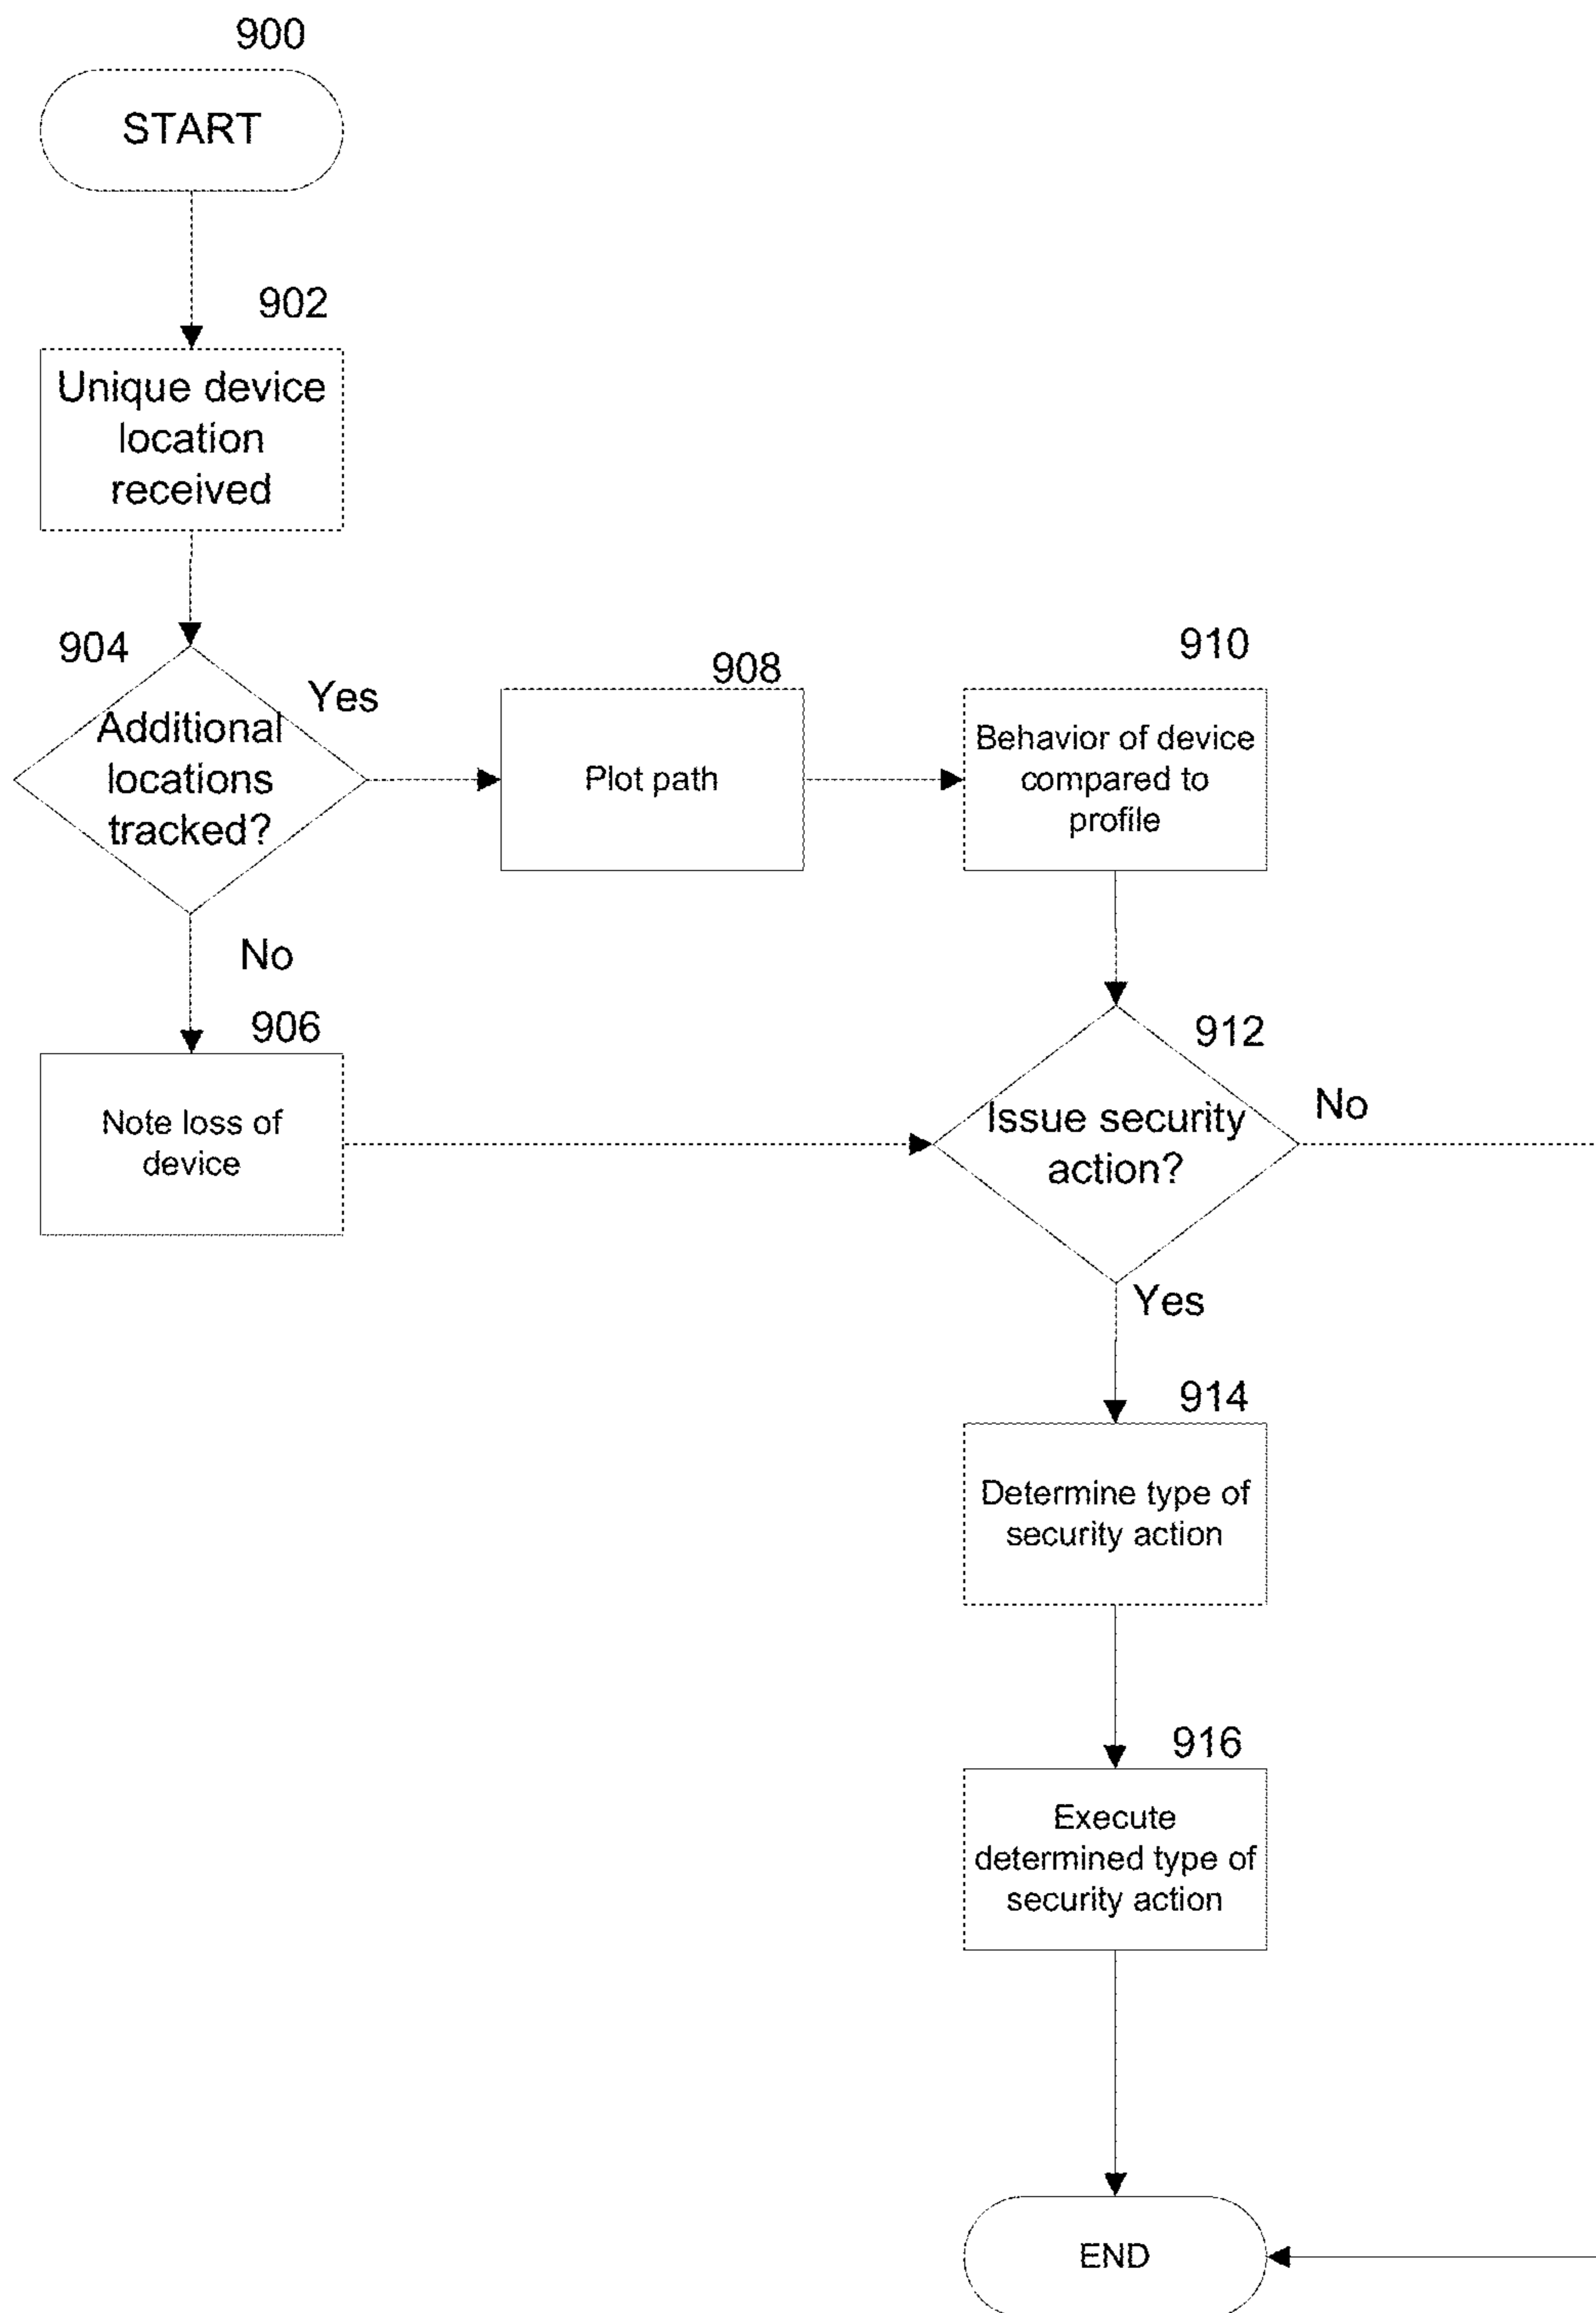 900
START
902
Unique device
location
received
904
Additional
locations
tracked?
Yes
No
908
Plot path
910
Behavior of device
compared to
profile
906
Note loss of
device
912
Issue security
action?
No
Yes
914
Determine type of
security action
916
Execute
determined type of
security action
END